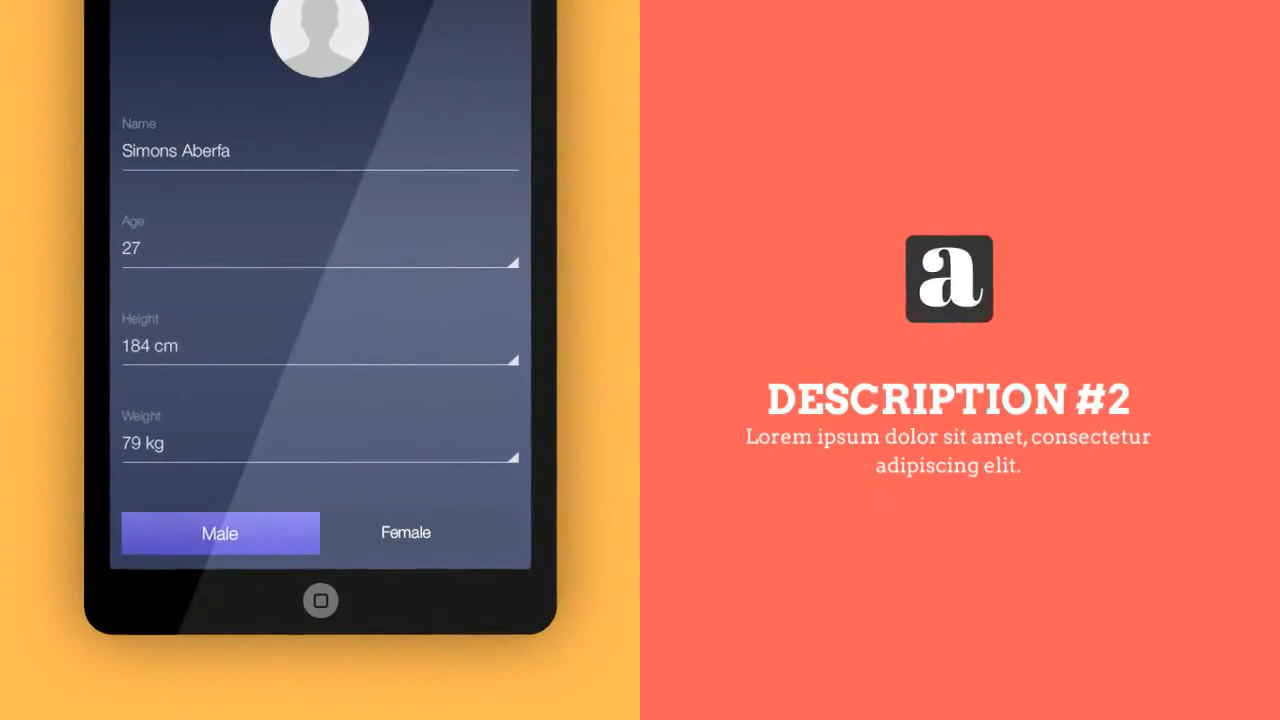 Name
Simons Aberfa
Age
27
Height
184 cm
Weight
79 kg
Male
Female
a
DESCRIPTION #2
Lorem ipsum dolor sit amet, consectetur
adipiscing elit.